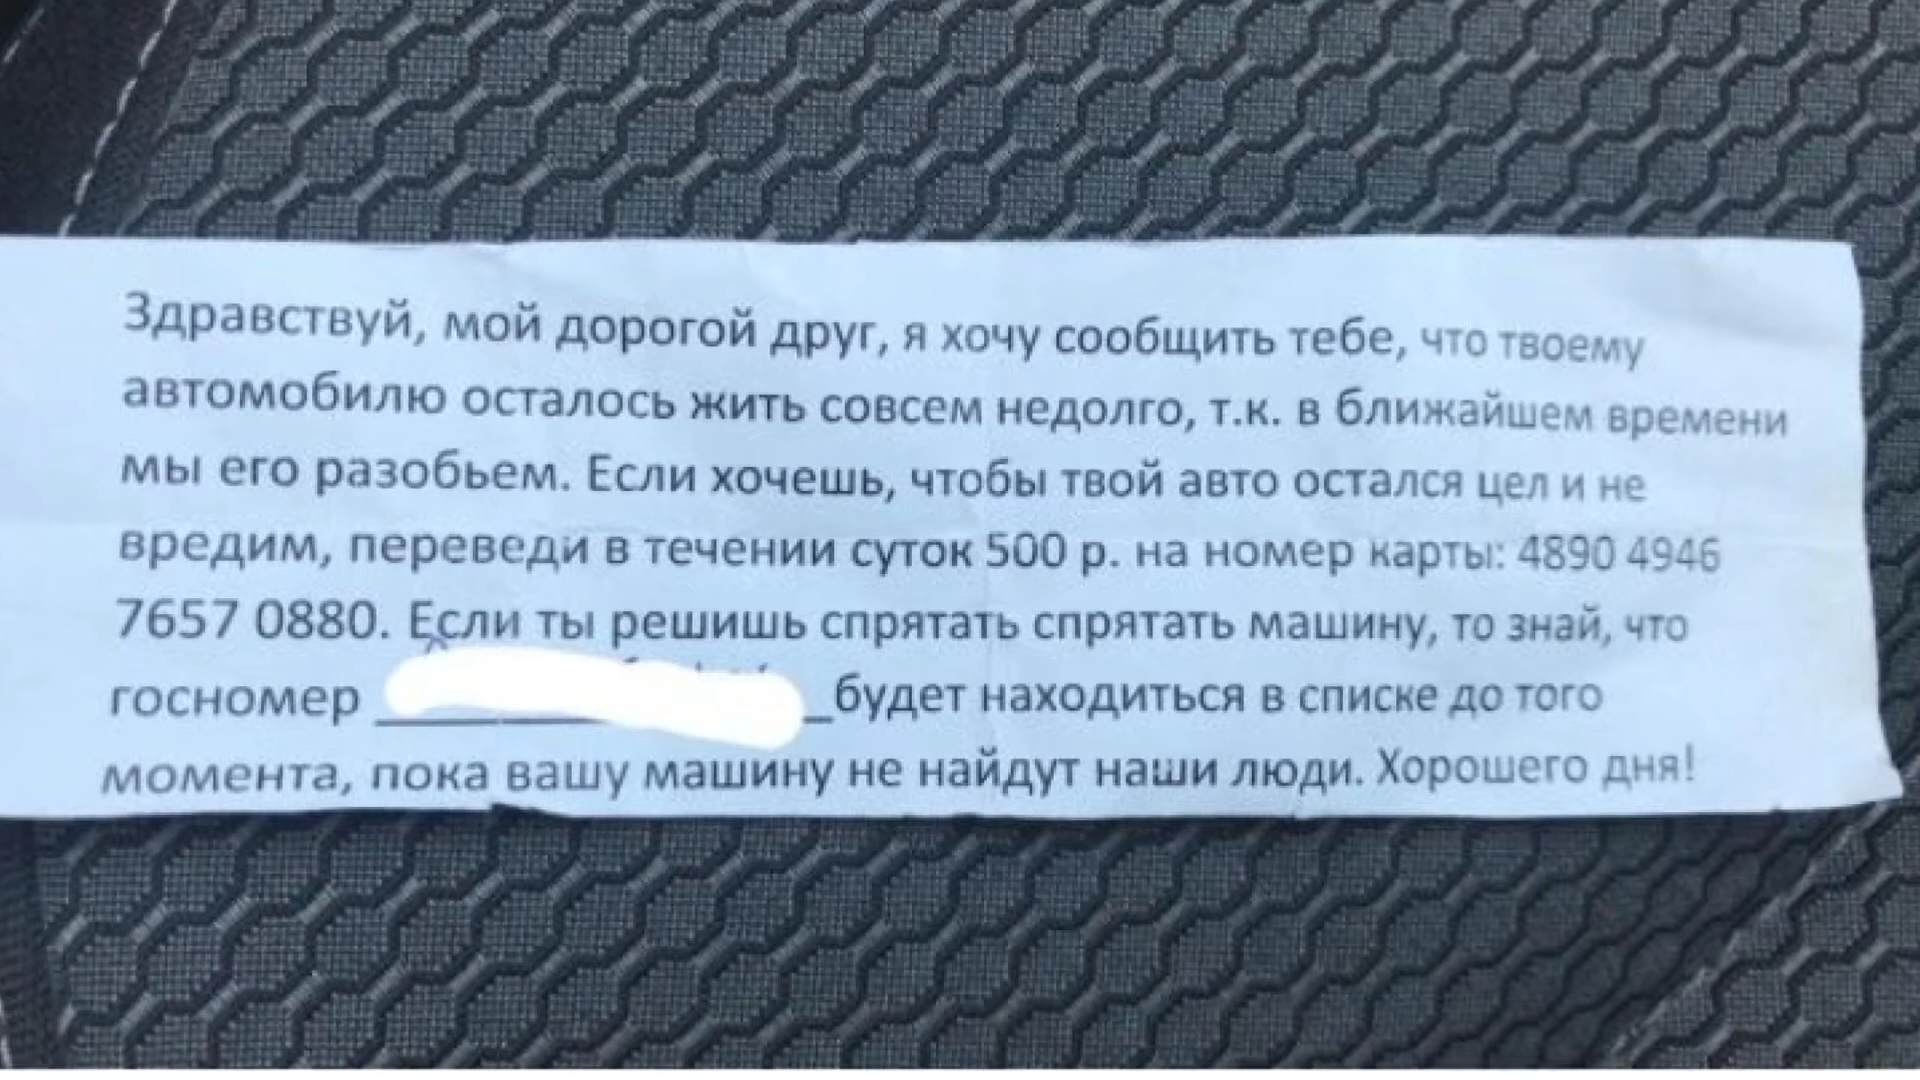 Здравствуй, мой дорогой друг, я хочу сообщить тебе, что твоему
автомобилю осталось жить совсем недолго, т.к. в ближайшем времени
мы его разобьем. Если хочешь, чтобы твой авто остался цел и не
вредим, переведи в течении суток 500 р. на номер карты: 4890 4946
7657 0880. Если ты решишь спрятать спрятать машину, то знай, что
госномер _____ _будет находиться в списке до того
момента, пока вашу машину не найдут наши люди. Хорошего дня!